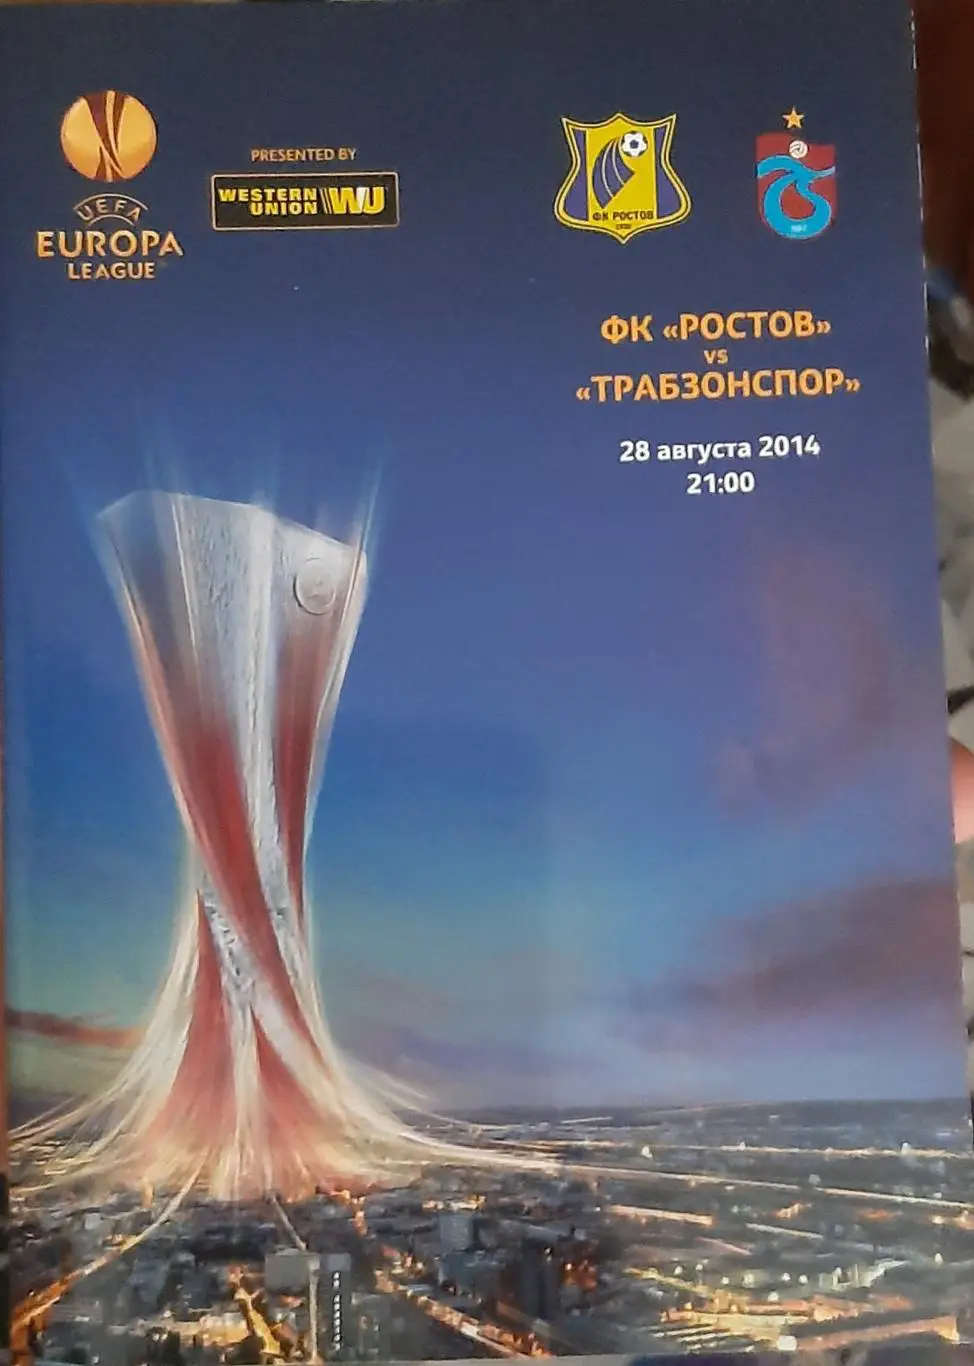 UEFA
EUROPA
LEAGUE
PRESENTED BY
WESTERN
UNION
WU
ФК РОСТОВ
ФК «РОСТОВ»
vs
«ТРАБЗОНСПОР»
28 августа 2014
21:00